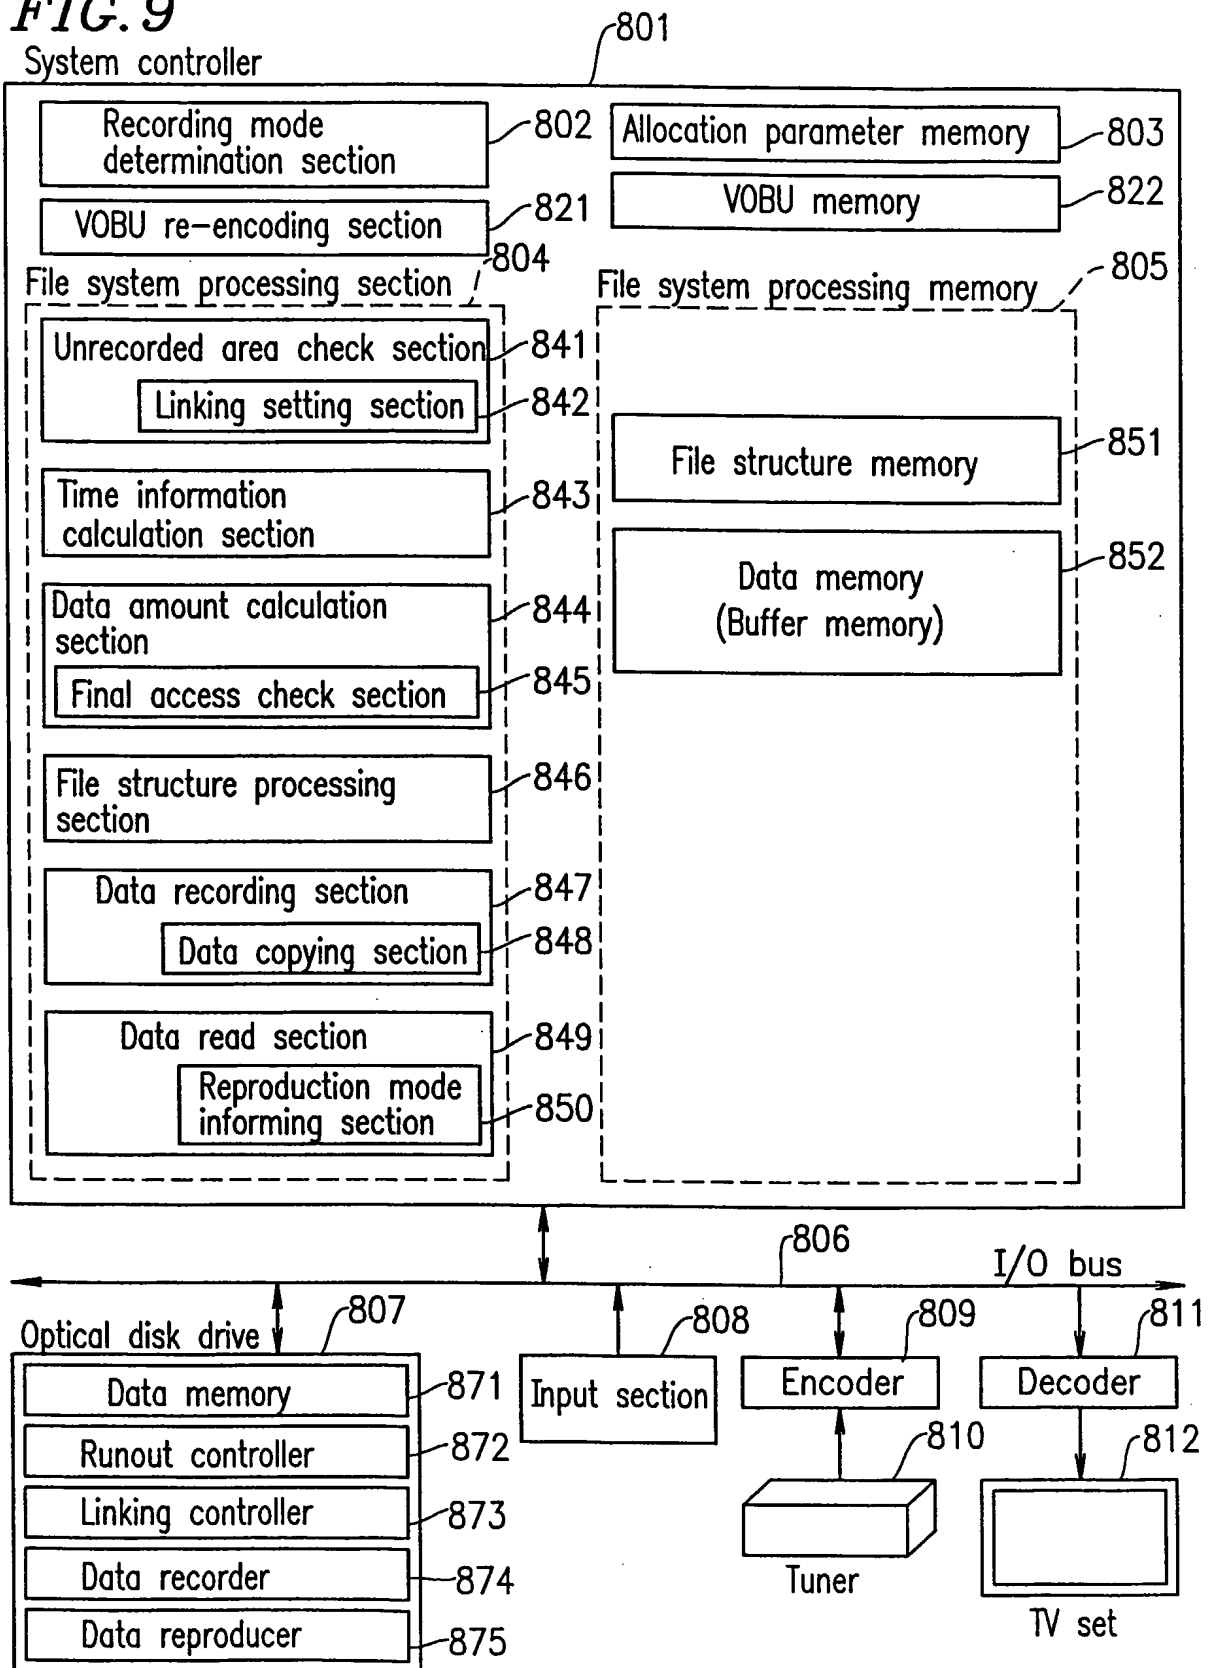 FIG. 9
801
System controller
Recording mode
determination section
802
Allocation parameter memory
803
VOBU re-encoding section
821
VOBU memory
822
File system processing section
804
File system processing memory
805
Unrecorded area check section
841
Linking setting section
842
Time information
calculation section
843
Data amount calculation
section
844
Final access check section
845
File structure processing
section
846
Data recording section
847
Data copying section
848
Data read section
849
Reproduction mode
informing section
850
File structure memory
851
Data memory
(Buffer memory)
852
806
I/O bus
Optical disk drive
807
Data memory
871
Runout controller
872
Linking controller
873
Data recorder
874
Data reproducer
875
808
Input section
809
Encoder
810
Tuner
811
Decoder
812
TV set